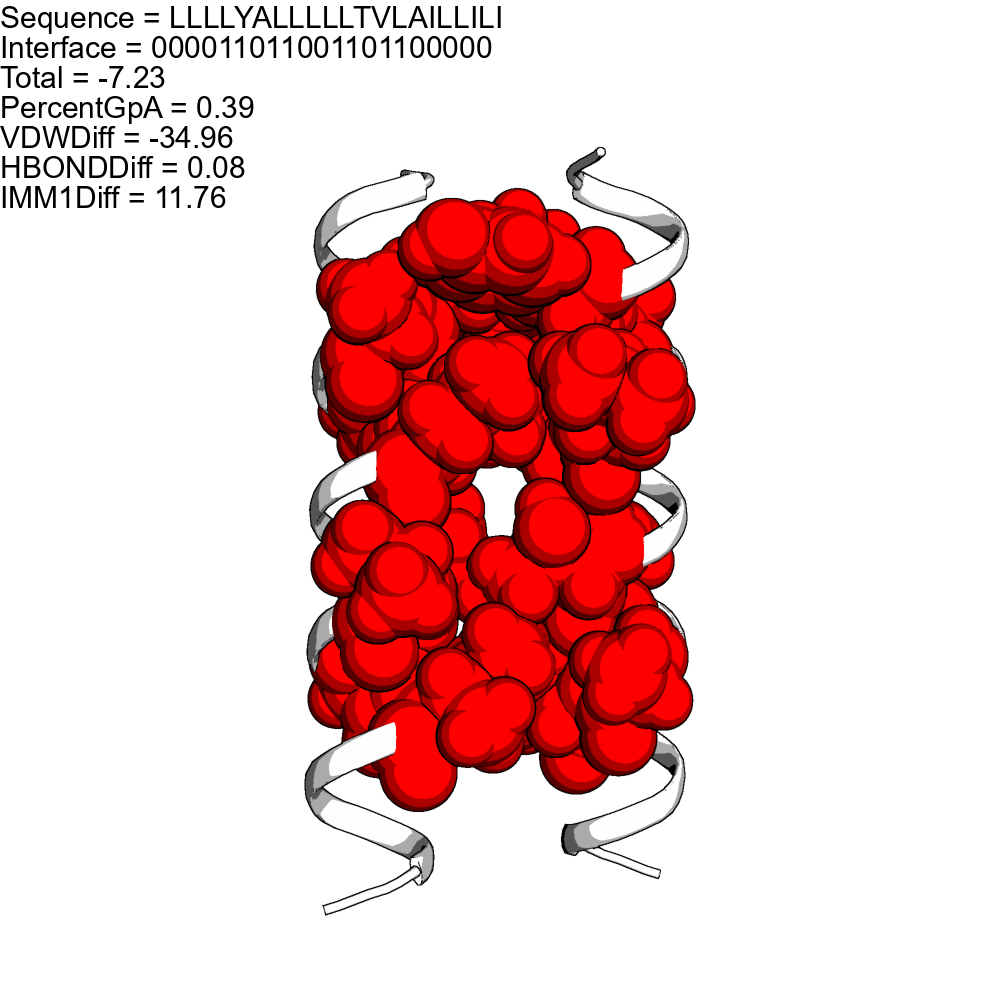 Sequence = LLLLYALLLLLTVLAILLILI
Interface = 000011011001101100000
Total = -7.23
PercentGpA = 0.39
VDWDiff = -34.96
HBONDDiff = 0.08
IMM1Diff = 11.76